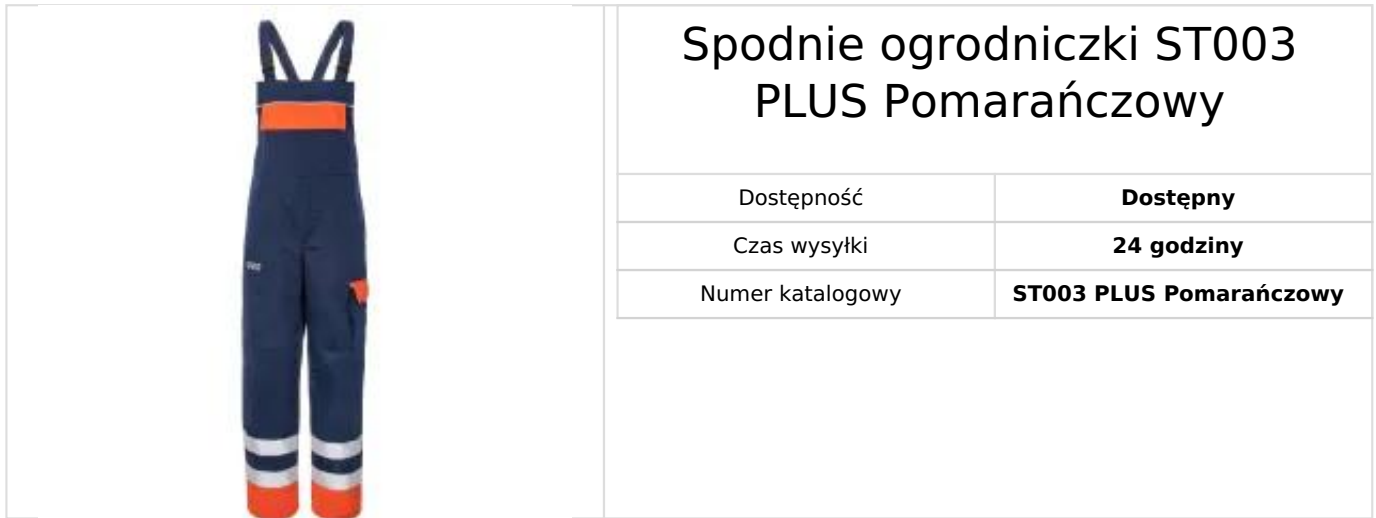 Spodnie ogrodniczki ST003
PLUS Pomarańczowy
Dostępność
Dostępny
Czas wysyłki
24 godziny
Numer katalogowy
ST003 PLUS Pomarańczowy